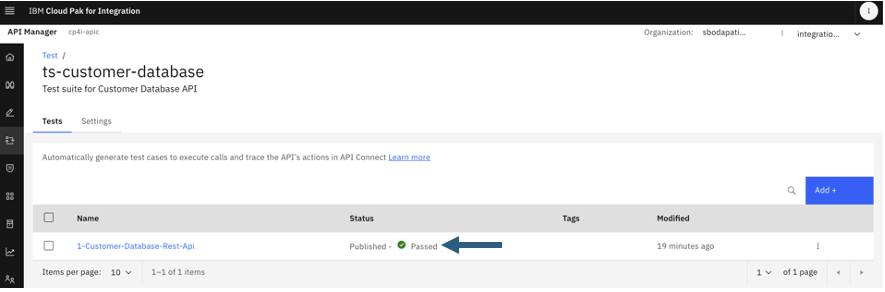 IBM Cloud Pak for Integration
I
API Manager cp4i-apic Organization: sbodapati... integratio...
Test /
ts-customer-database
Test suite for Customer Database API
Tests Settings
Automatically generate test cases to execute calls and trace the API's actions in API Connect Learn more
Add +
Name Status Tags Modified
1-Customer-Database-Rest-Api Published - Passed 19 minutes ago
Items per page: 10 1–1 of 1 items 1 of 1 page